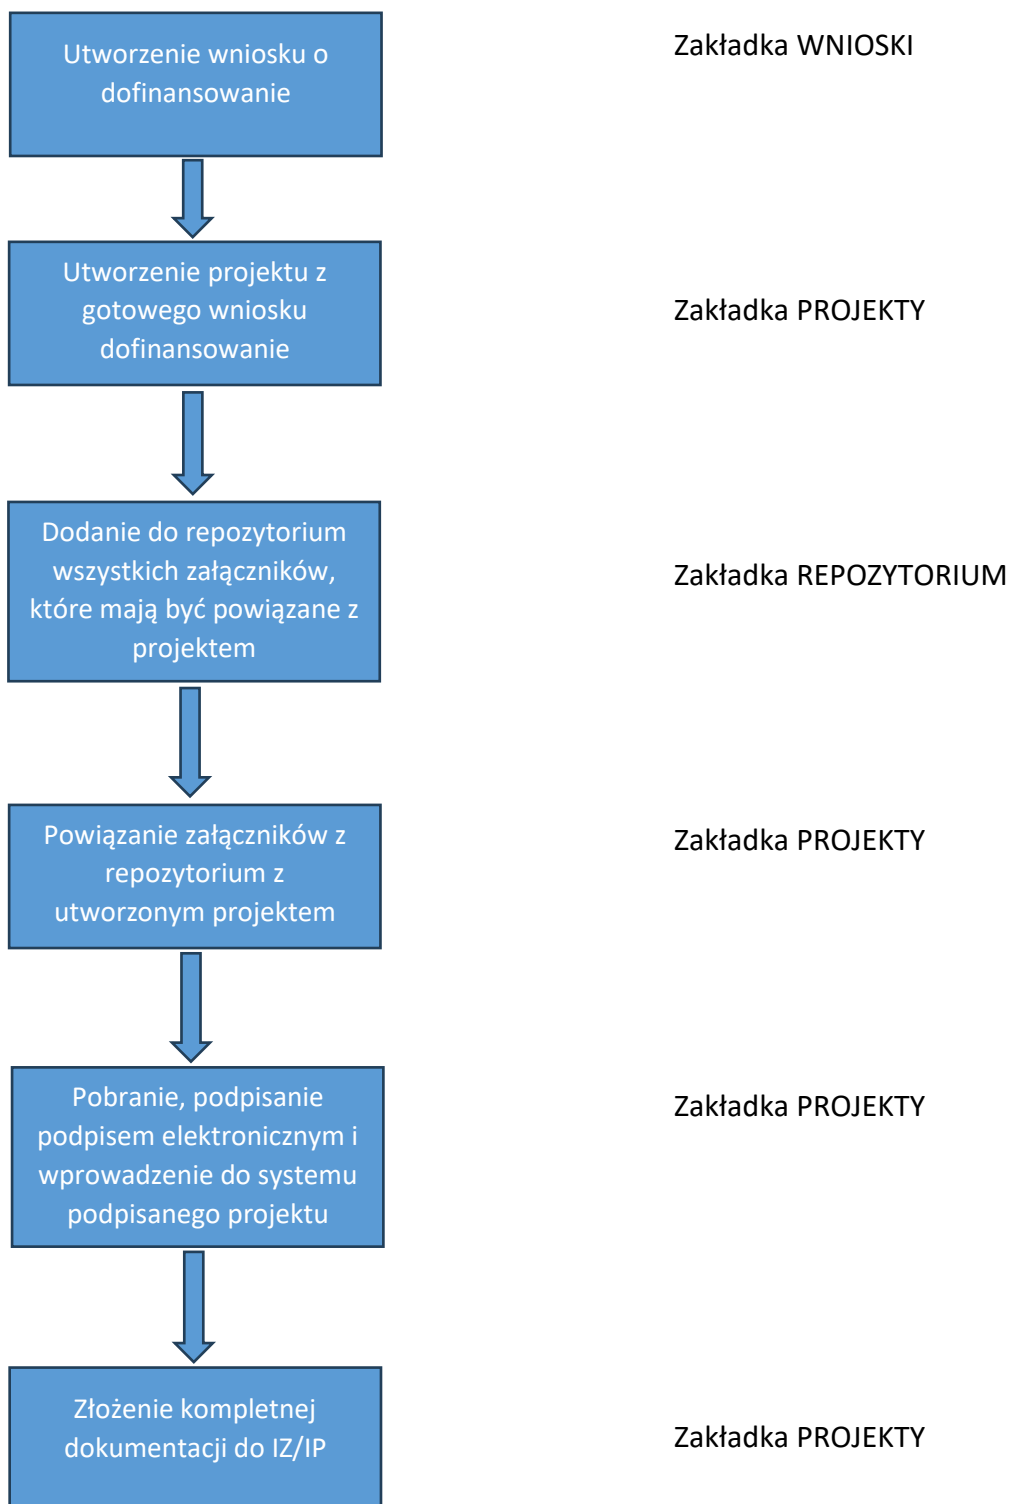 Utworzenie wniosku o
dofinansowanie
Zakładka WNIOSKI
Utworzenie projektu z
gotowego wniosku
dofinansowanie
Zakładka PROJEKTY
Dodanie do repozytorium
wszystkich załączników,
które mają być powiązane z
projektem
Zakładka REPOZYTORIUM
Powiązanie załączników z
repozytorium z
utworzonym projektem
Zakładka PROJEKTY
Pobranie, podpisanie
podpisem elektronicznym i
wprowadzenie do systemu
podpisanego projektu
Zakładka PROJEKTY
Złożenie kompletnej
dokumentacji do IZ/IP
Zakładka PROJEKTY